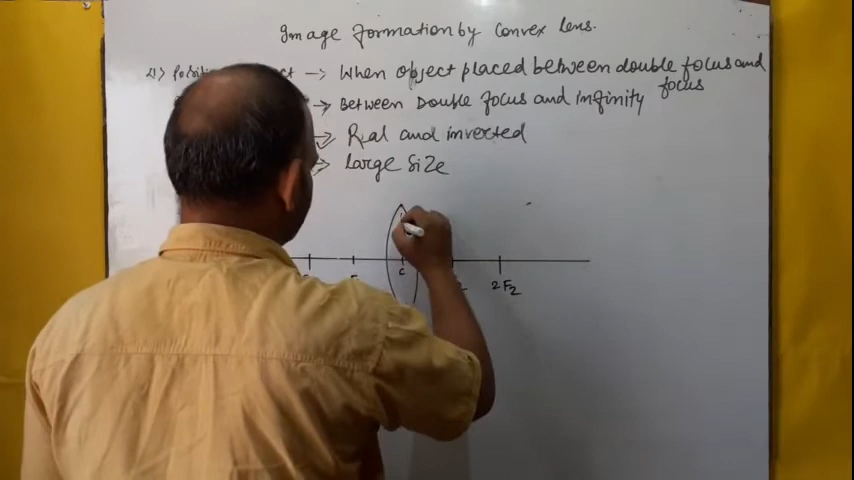 Image formation by Convex Lens.
When object placed between double focus and
focus
Between Double focus and infinity
Real and inverted
Large Size
C
2F2